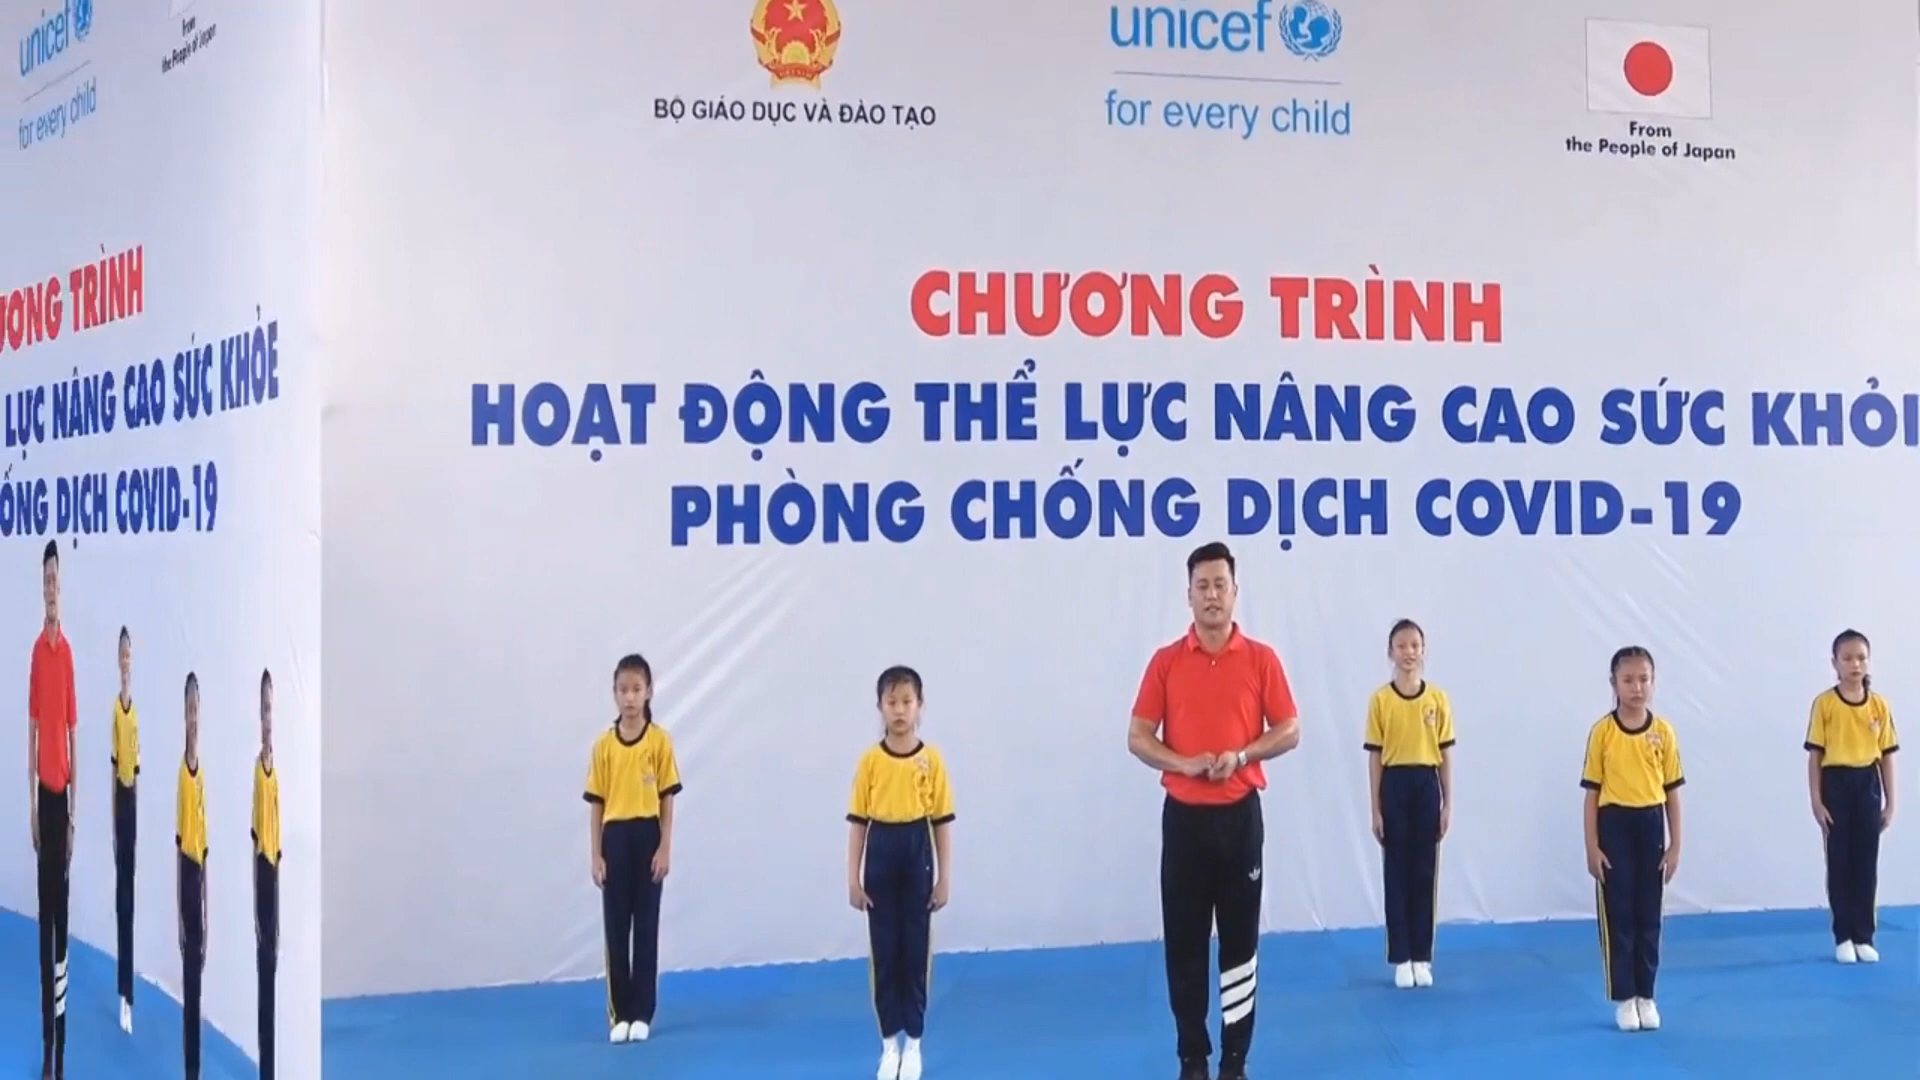 unicef
for every child
From
the People of Japan
ƯƠNG TRÌNH
LỰC NÂNG CAO SỨC KHỎE
ỐNG DỊCH COVID-19
BỘ GIÁO DỤC VÀ ĐÀO TẠO
unicef
for every child
From
the People of Japan
CHƯƠNG TRÌNH
HOẠT ĐỘNG THỂ LỰC NÂNG CAO SỨC KHỎ
PHÒNG CHỐNG DỊCH COVID-19